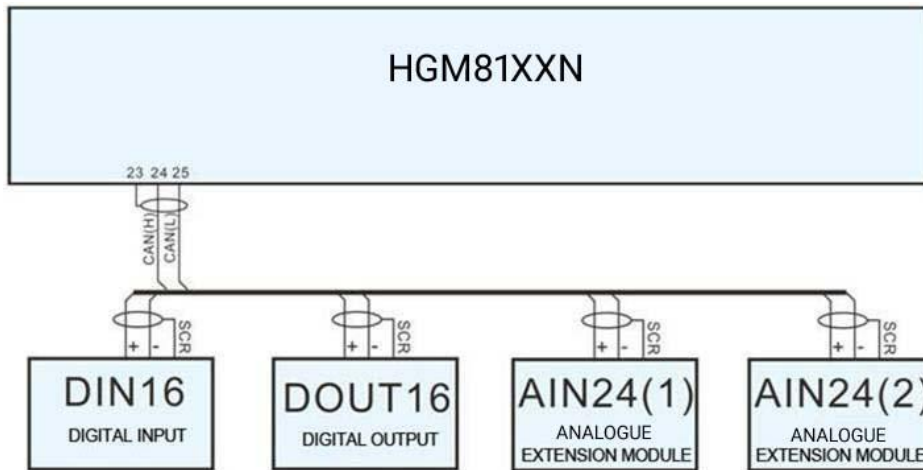 HGM81XXN
23 24 25
CAN(H)
CAN(L)
+ - SCR
+ - SCR
+ - SCR
+ - SCR
DIN16
DIGITAL INPUT
DOUT16
DIGITAL OUTPUT
AIN24(1)
ANALOGUE
EXTENSION MODULE
AIN24(2)
ANALOGUE
EXTENSION MODULE